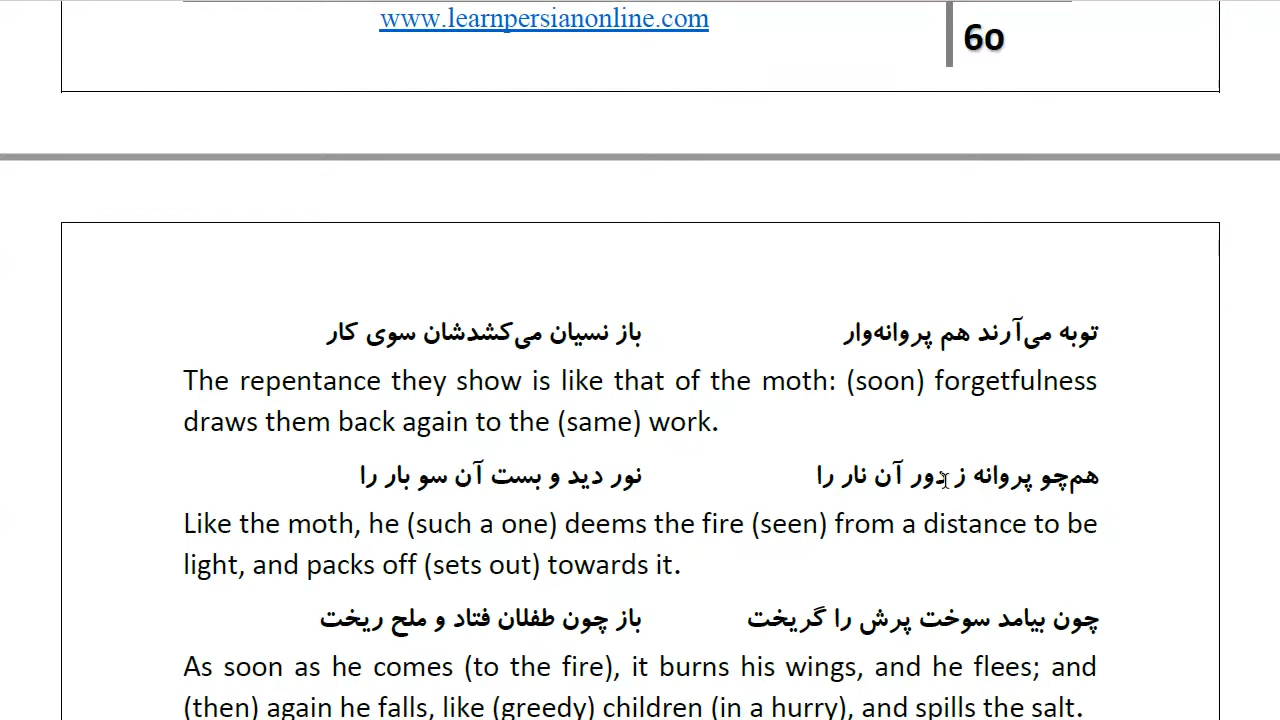 www.learnpersianonline.com
60
توبه می‌آرند هم پروانه‌وار باز نسیان می‌کشدشان سوی کار
The repentance they show is like that of the moth: (soon) forgetfulness
draws them back again to the (same) work.
هم‌چو پروانه ز دور آن نار را نور دید و بست آن سو بار را
Like the moth, he (such a one) deems the fire (seen) from a distance to be
light, and packs off (sets out) towards it.
چون بیامد سوخت پرش را گریخت باز چون طفلان فتاد و ملح ریخت
As soon as he comes (to the fire), it burns his wings, and he flees; and
(then) again he falls, like (greedy) children (in a hurry), and spills the salt.